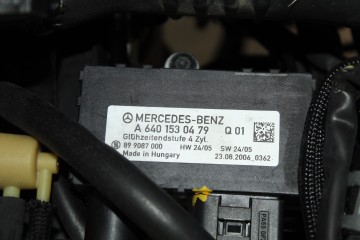 MERCEDES-BENZ
A 640 153 04 79 Q 01
Glühzeitendstufe 4 Zyl.
89 9087 000 HW 24/05 SW 24/05
Made in Hungary 23.08.2006_0362